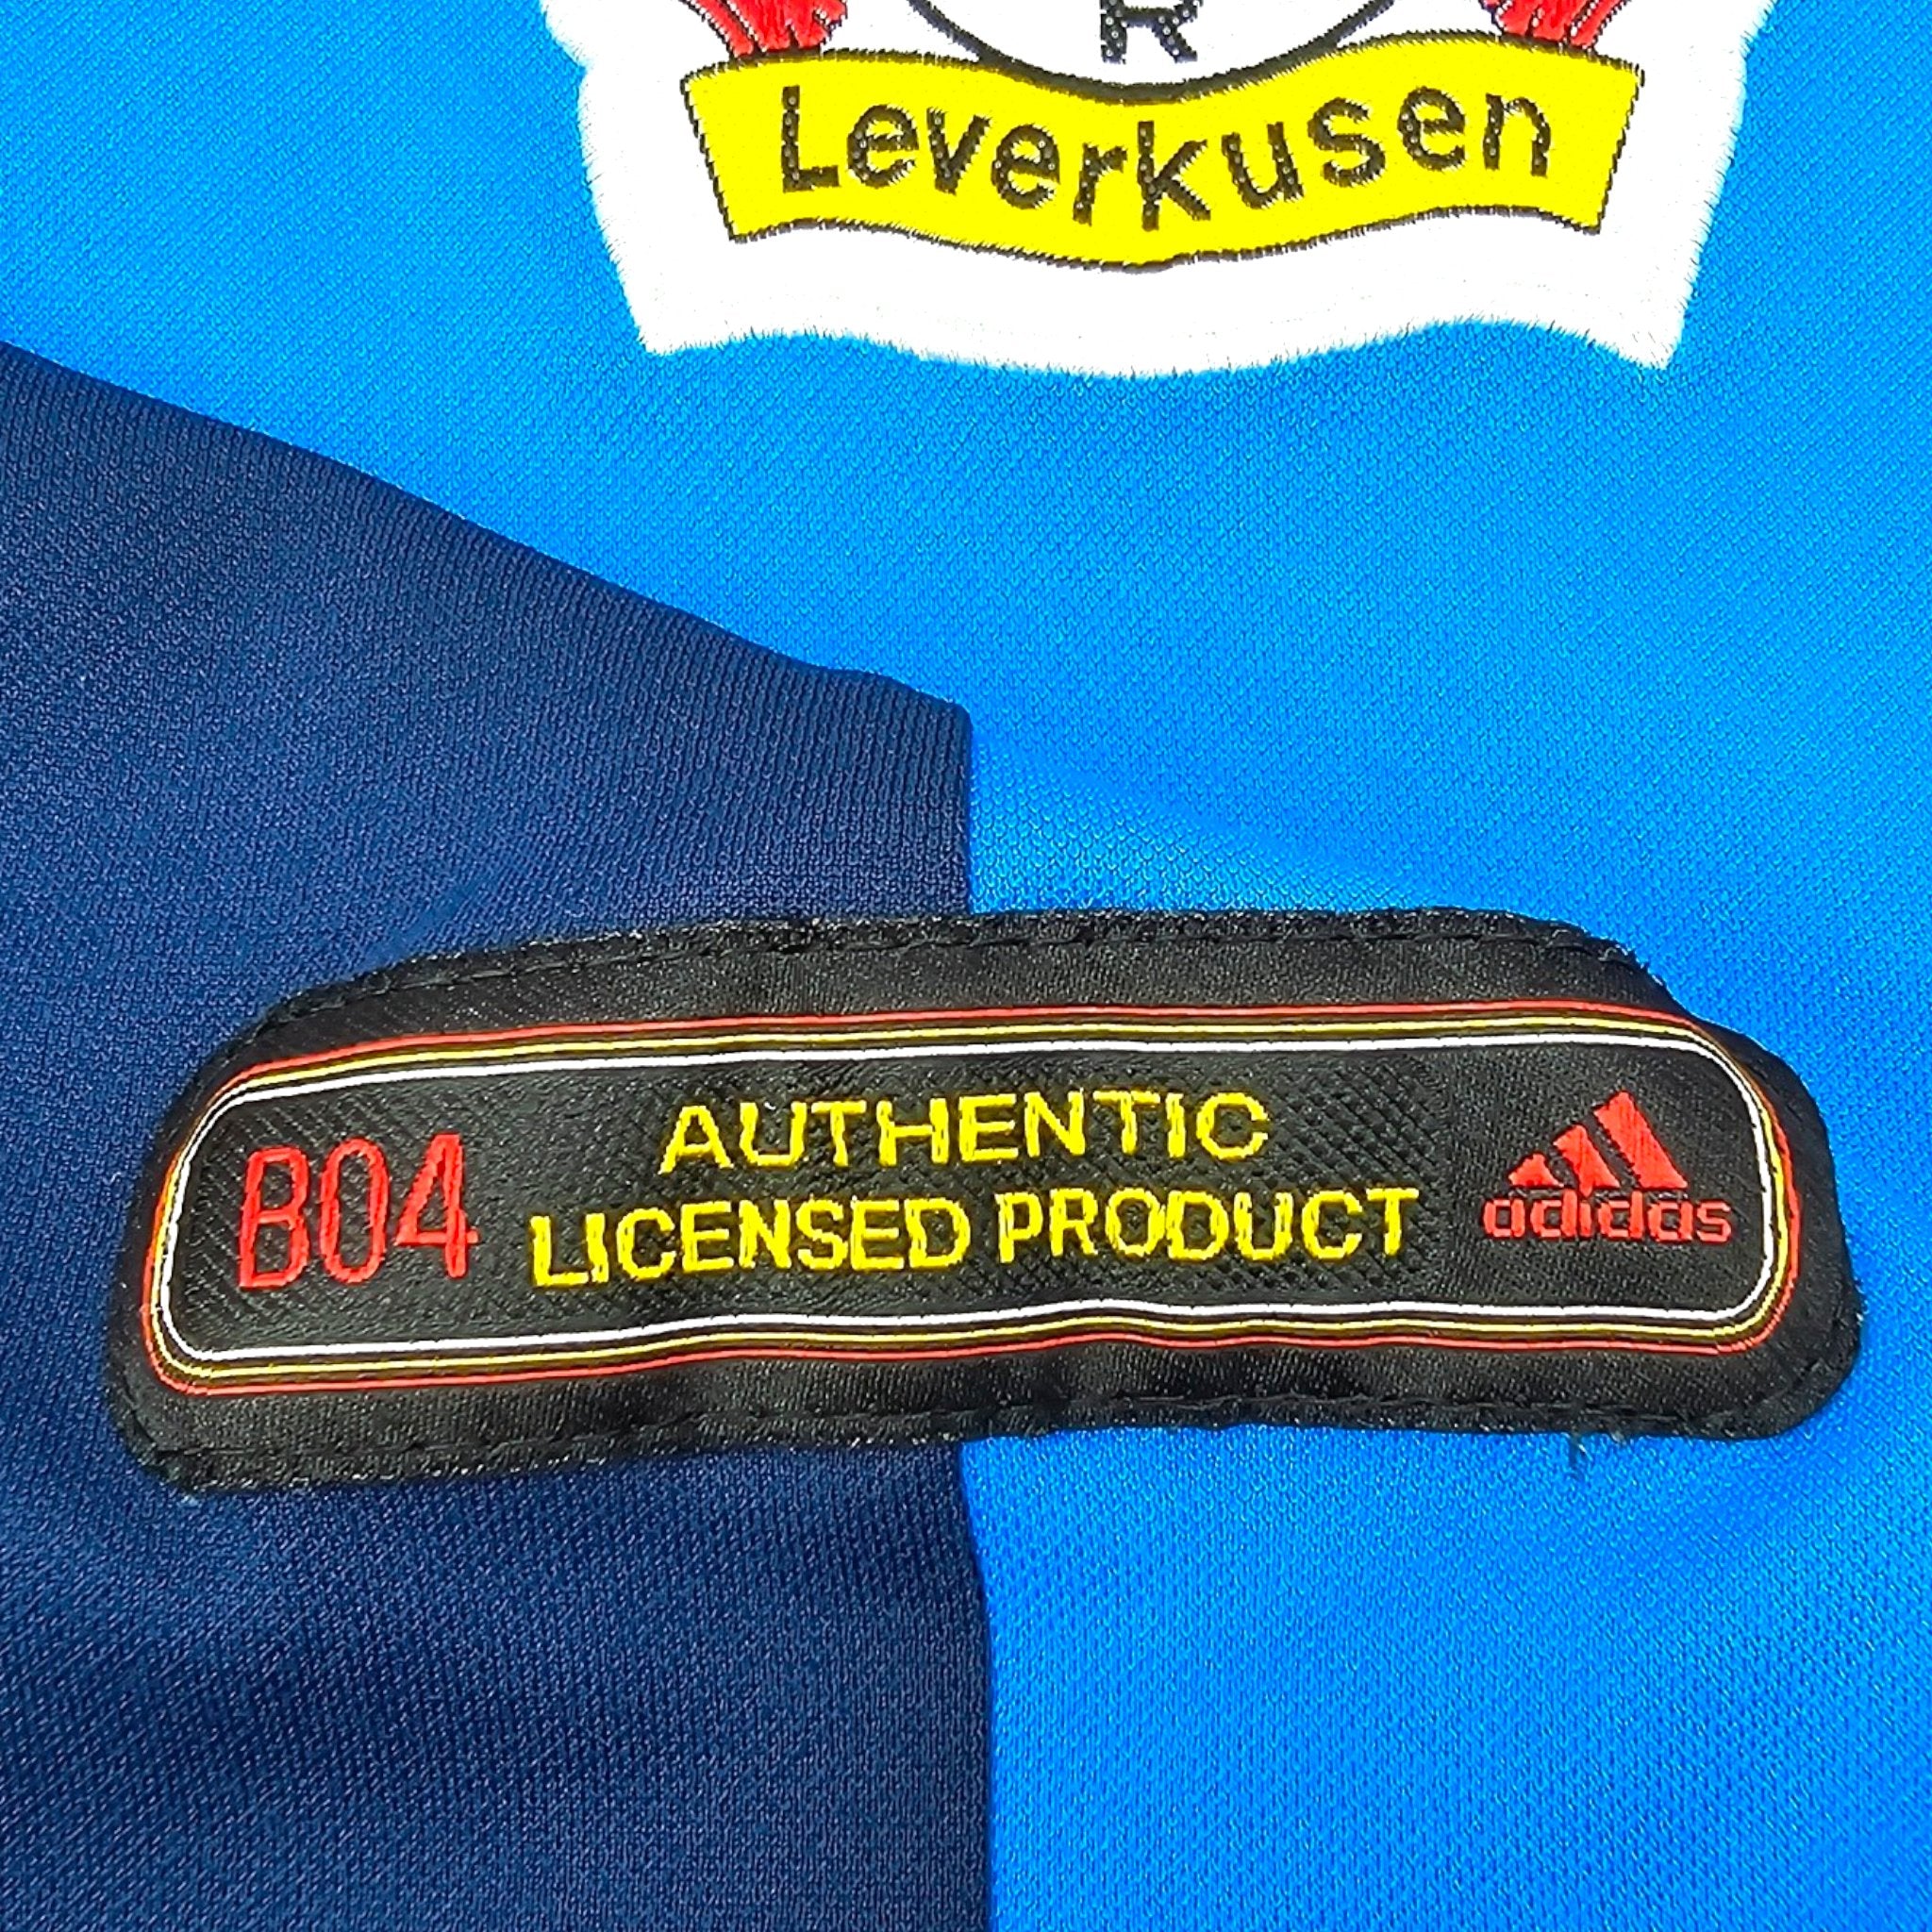 R
Leverkusen
B04
AUTHENTIC
LICENSED PRODUCT
adidas